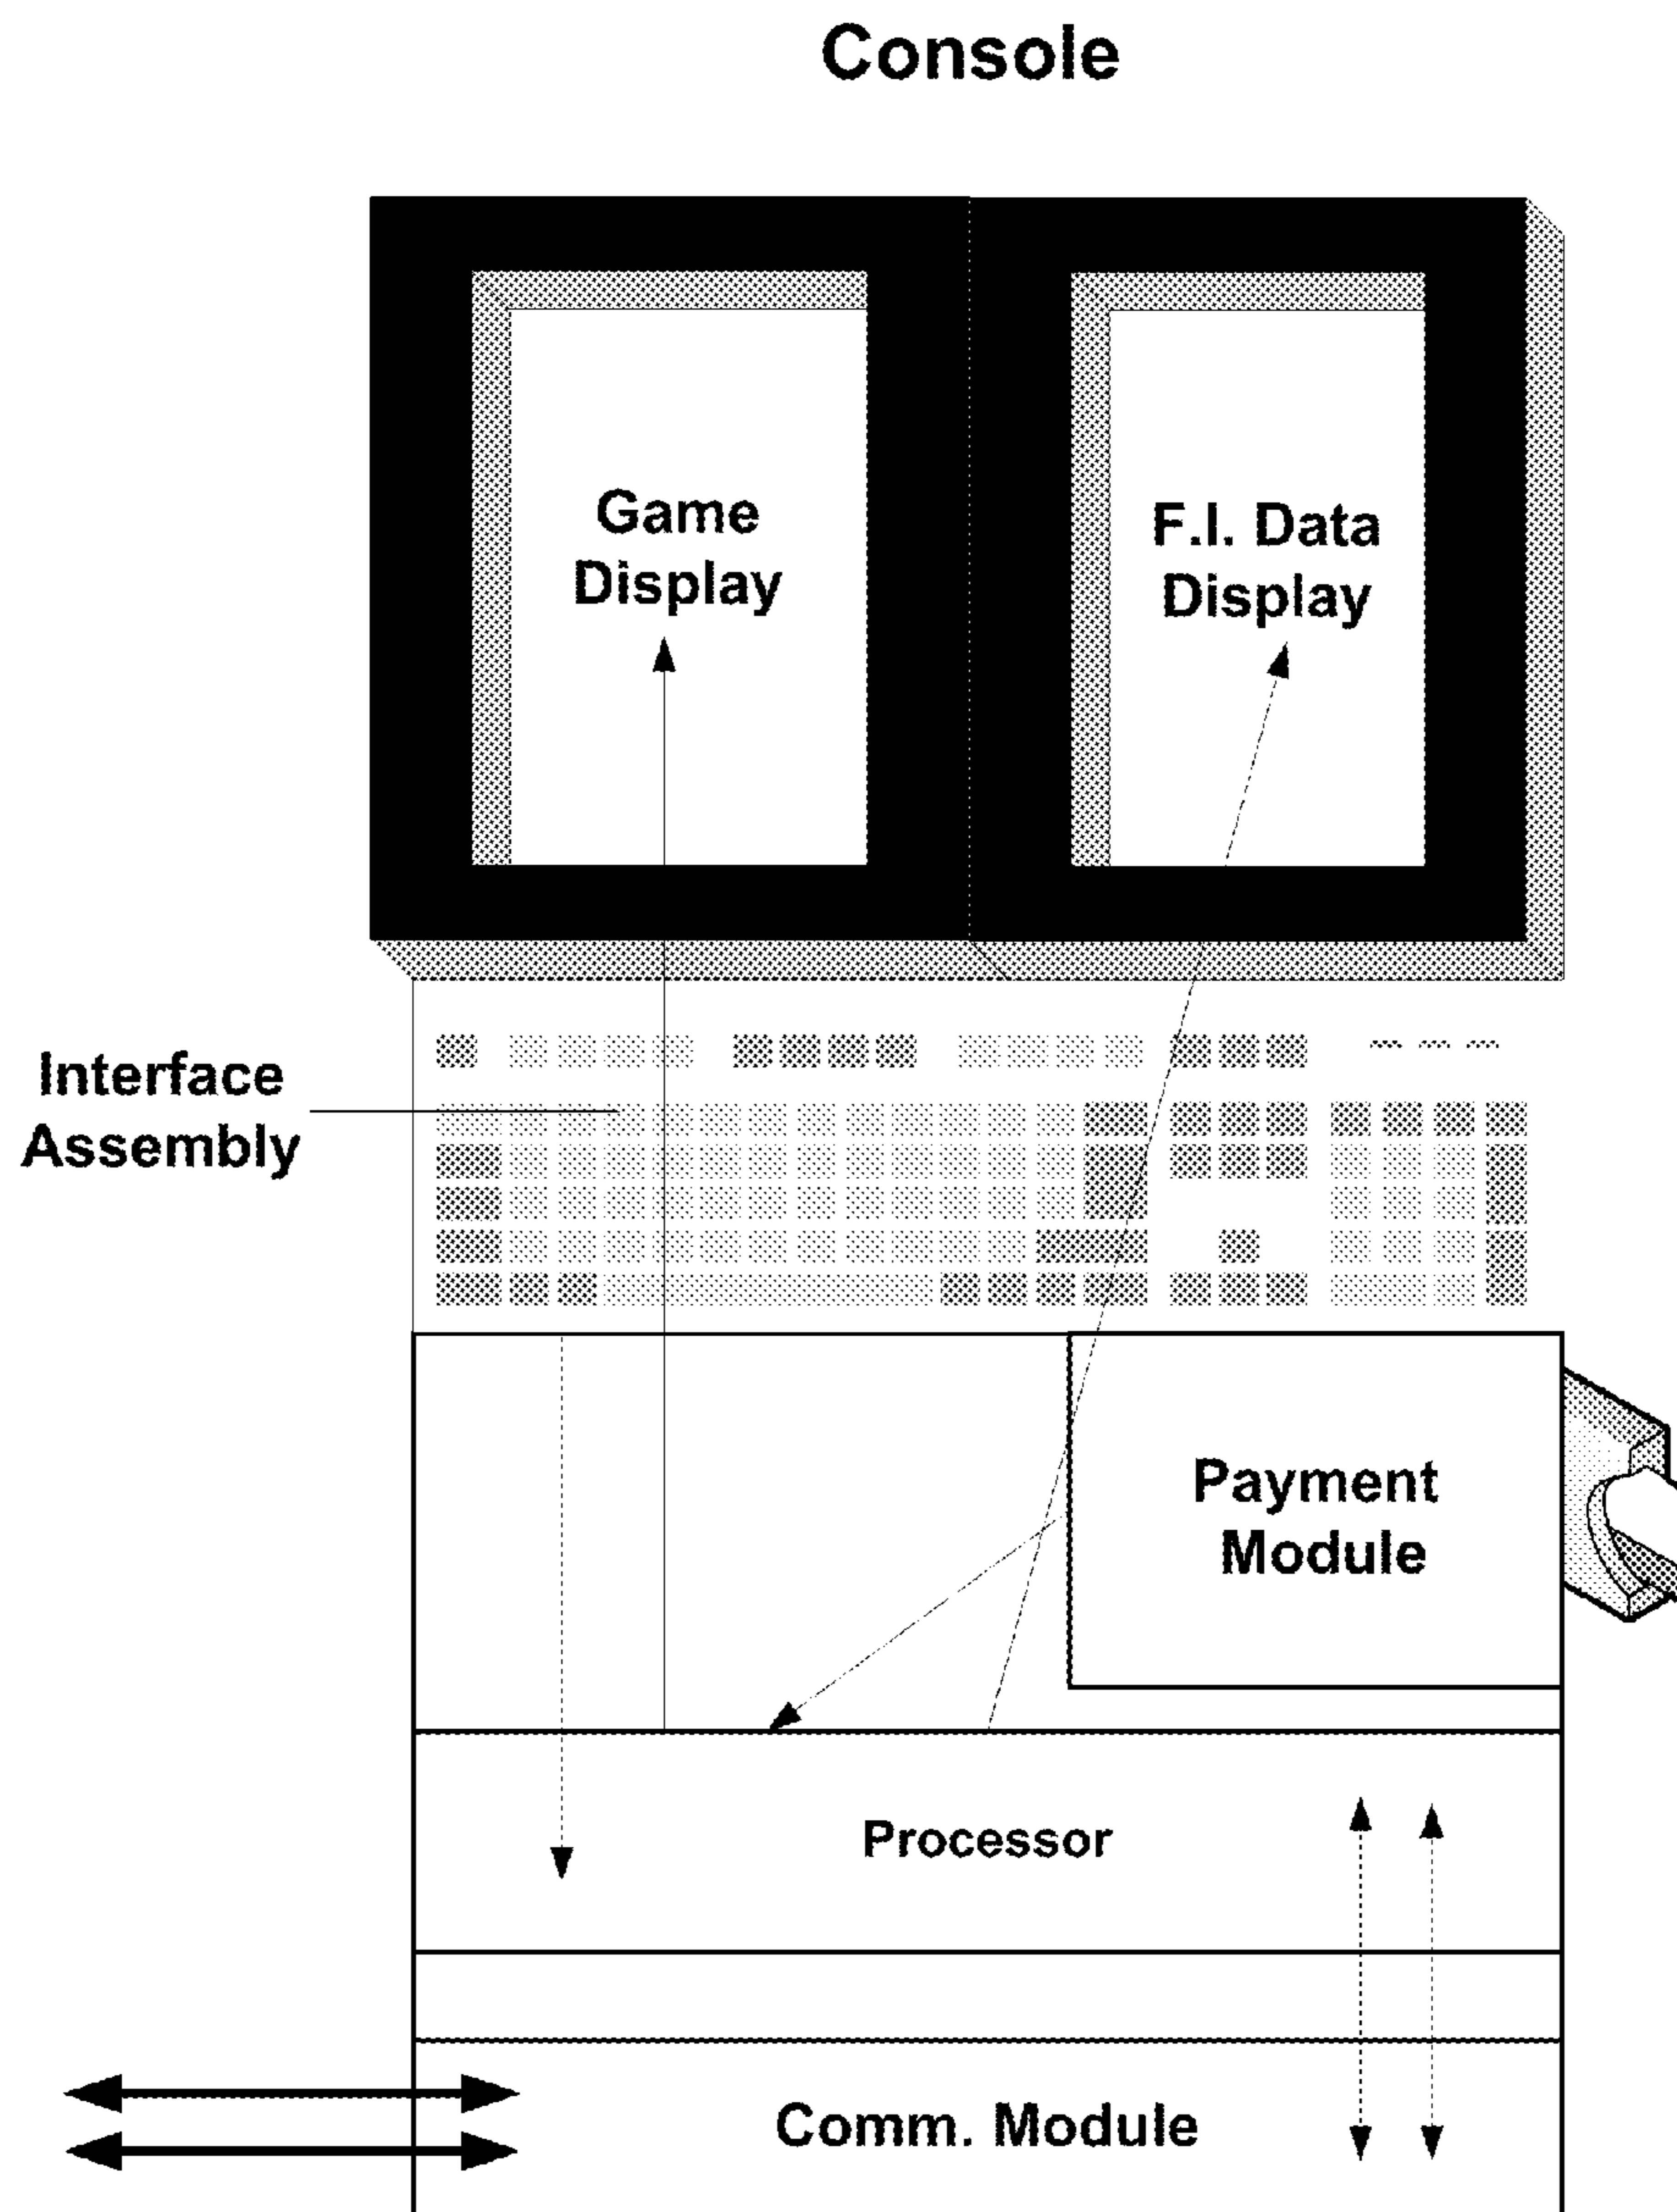 Console
Game
Display
F.I. Data
Display
Interface
Assembly
Payment
Module
Processor
Comm. Module